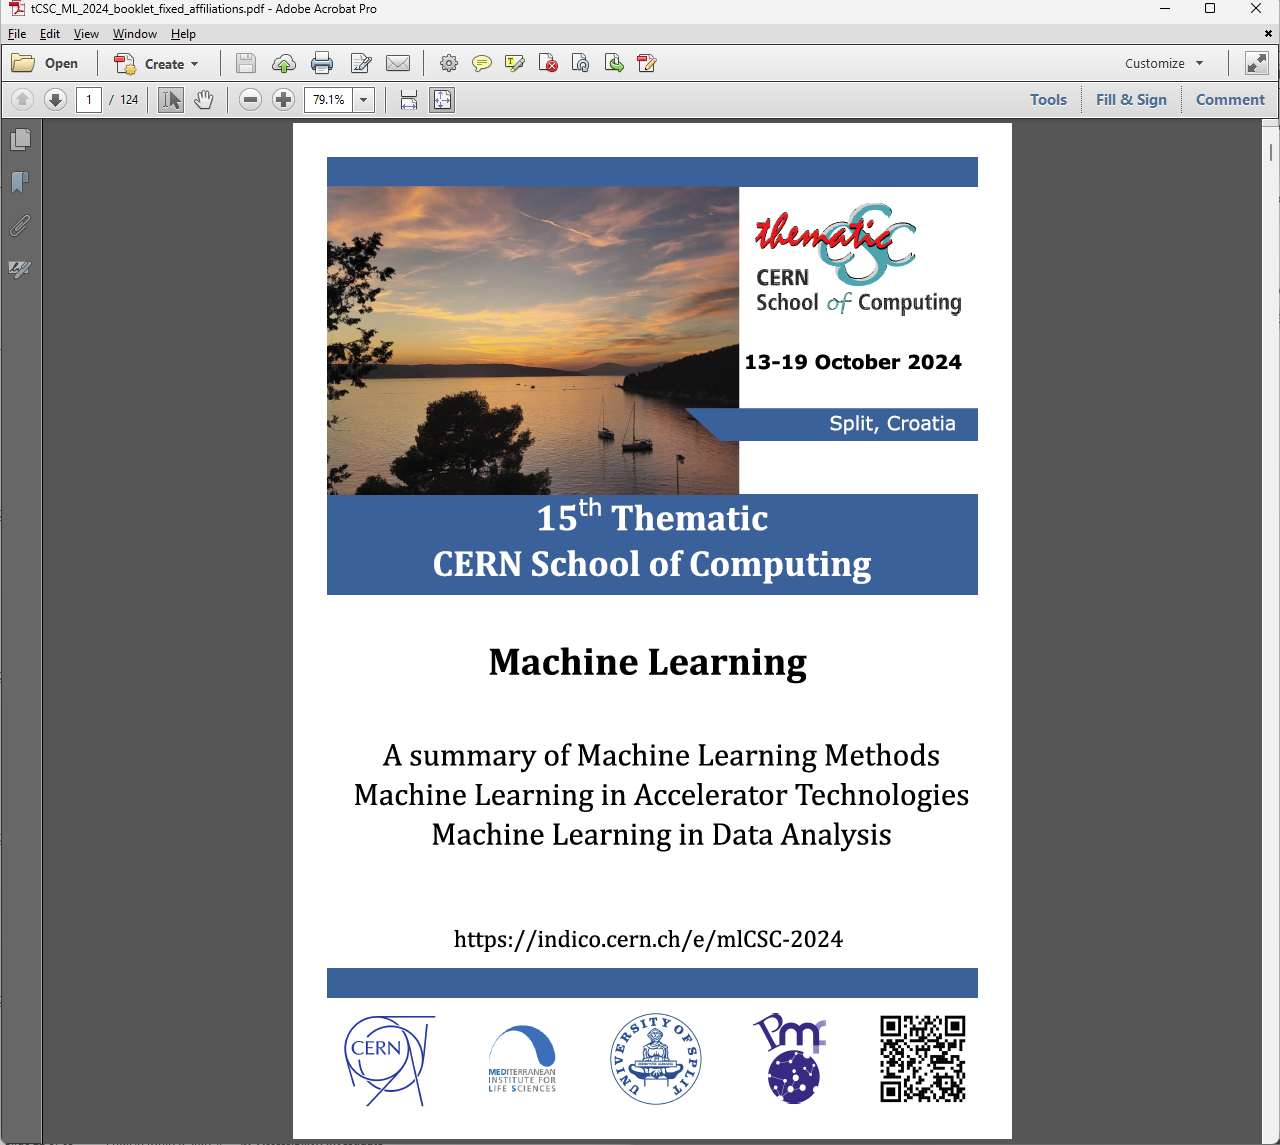 tCSC_ML_2024_booklet_fixed_affiliations.pdf - Adobe Acrobat Pro
File Edit View Window Help
Open Create Customize
1 / 124 79.1% Tools Fill & Sign Comment
thematic
CSC
CERN
School of Computing
13-19 October 2024
Split, Croatia
15th Thematic
CERN School of Computing
Machine Learning
A summary of Machine Learning Methods
Machine Learning in Accelerator Technologies
Machine Learning in Data Analysis
https://indico.cern.ch/e/mlCSC-2024
CERN
MEDITERRANEAN
INSTITUTE FOR
LIFE SCIENCES
UNIVERSITY OF SPLIT
Pmf